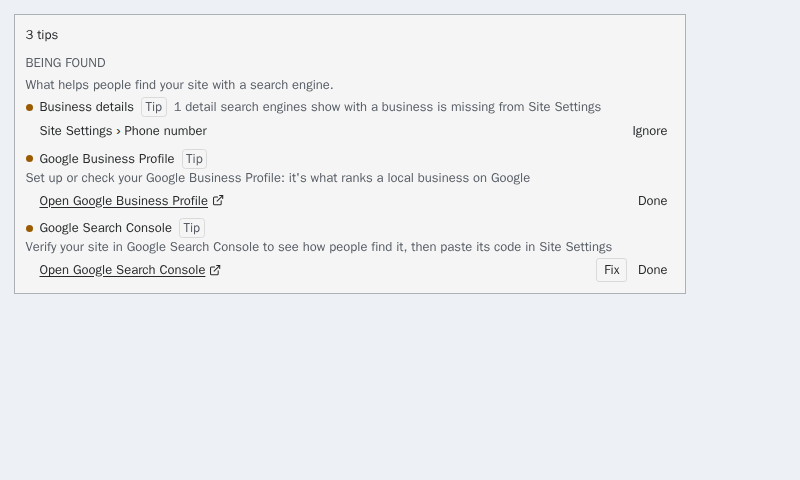 3 tips
BEING FOUND
What helps people find your site with a search engine.
Business details Tip 1 detail search engines show with a business is missing from Site Settings
Site Settings › Phone number Ignore
Google Business Profile Tip
Set up or check your Google Business Profile: it's what ranks a local business on Google
Open Google Business Profile Done
Google Search Console Tip
Verify your site in Google Search Console to see how people find it, then paste its code in Site Settings
Open Google Search Console Fix Done